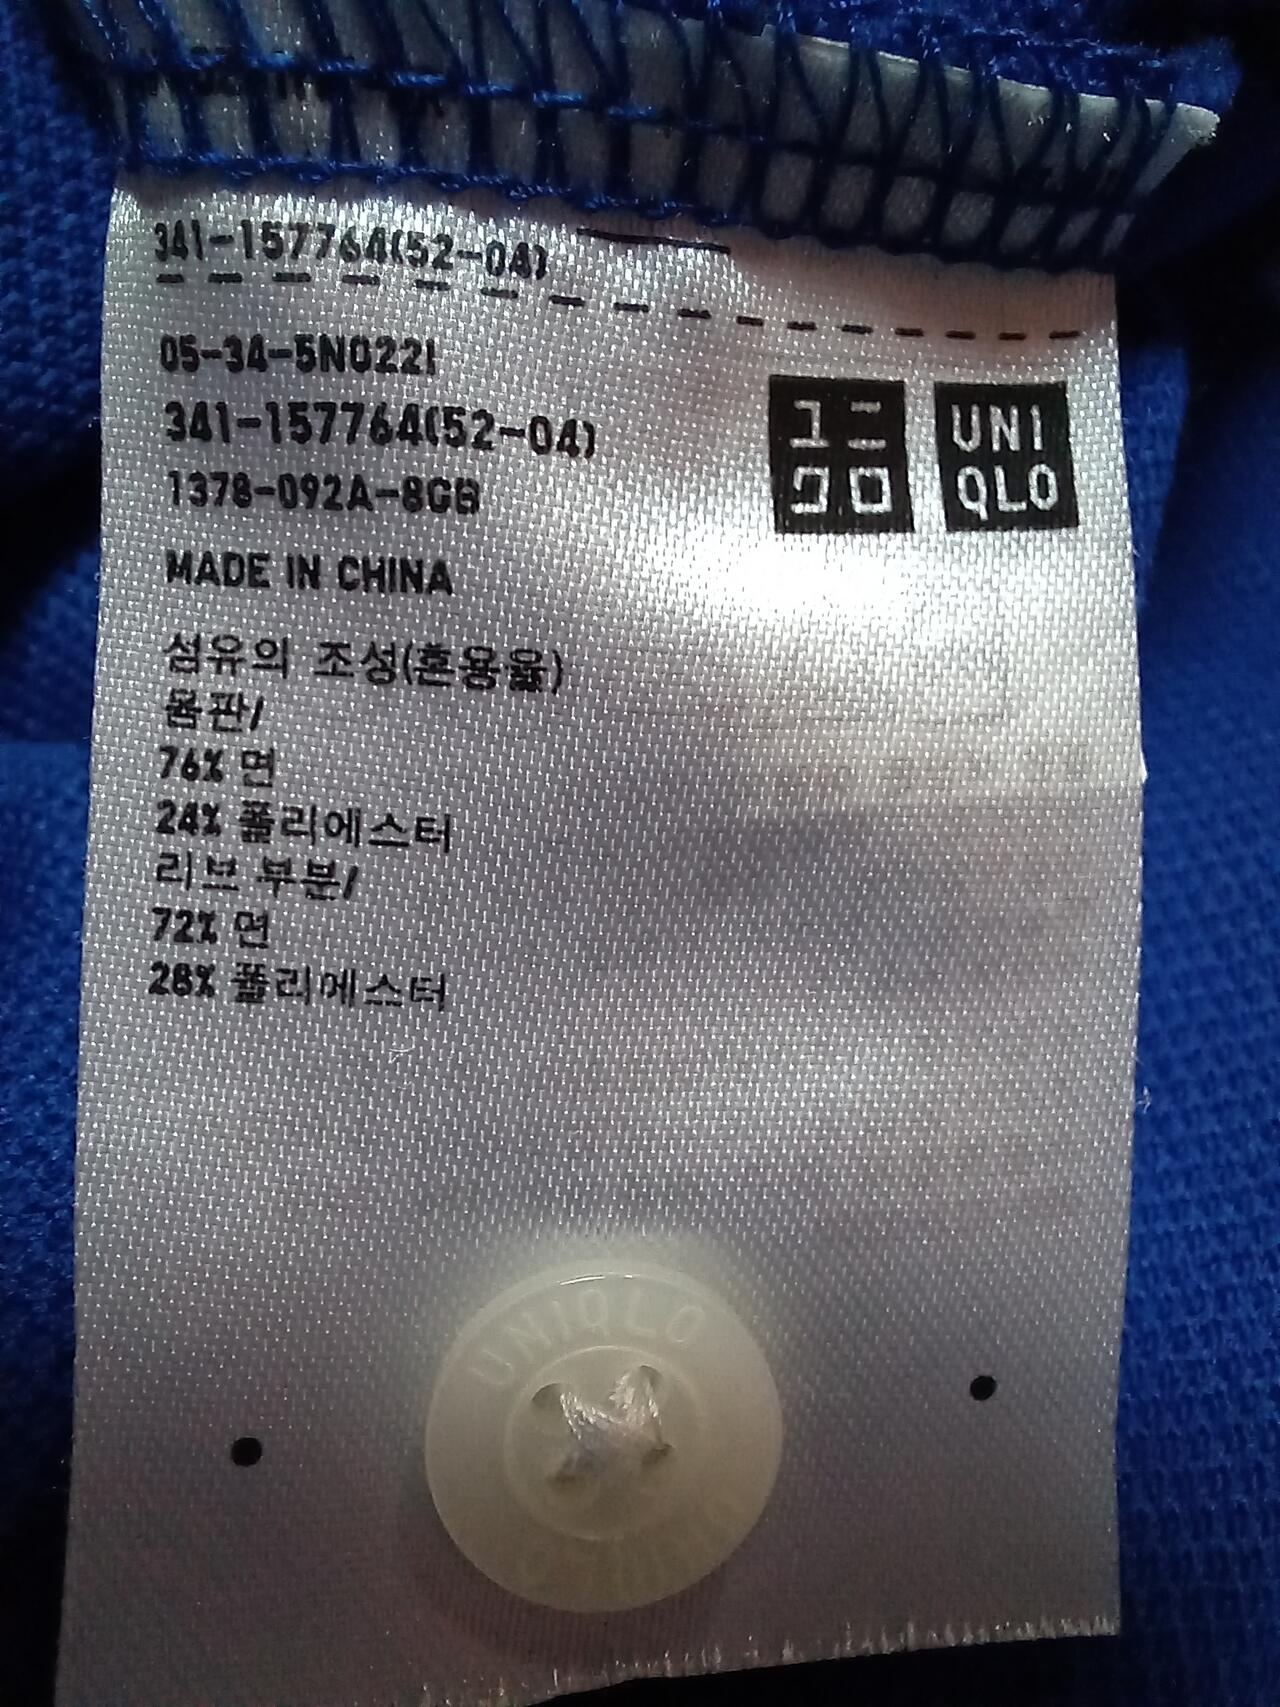 341-157764(52-04)
05-34-5N022I
341-157764(52-04)
1378-092A-8GB
ユニ
クロ
UNI
QLO
MADE IN CHINA
섬유의 조성(혼용율)
몸판/
76% 면
24% 폴리에스터
리브 부분/
72% 면
28% 폴리에스터
UNIQLO